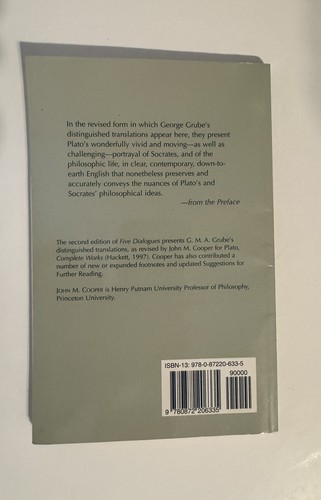 In the revised form in which George Grube's
distinguished translations appear here, they present
Plato's wonderfully vivid and moving—as well as
challenging—portrayal of Socrates, and of the
philosophic life, in clear, contemporary, down-to-
earth English that nonetheless preserves and
accurately conveys the nuances of Plato's and
Socrates' philosophical ideas.
—from the Preface
The second edition of Five Dialogues presents G. M. A. Grube's
distinguished translations, as revised by John M. Cooper for Plato,
Complete Works (Hackett, 1997). Cooper has also contributed a
number of new or expanded footnotes and updated Suggestions for
Further Reading.
JOHN M. COOPER is Henry Putnam University Professor of Philosophy,
Princeton University.
ISBN-13: 978-0-87220-633-5
90000
9 780872 206335